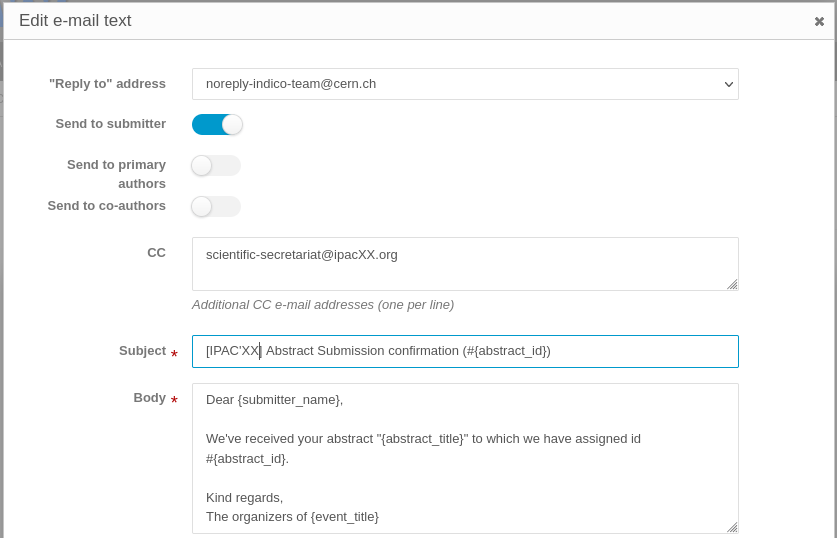 Edit e-mail text
"Reply to" address
noreply-indico-team@cern.ch
Send to submitter
Send to primary
authors
Send to co-authors
CC
scientific-secretariat@ipacXX.org
Additional CC e-mail addresses (one per line)
Subject *
[IPAC'XX] Abstract Submission confirmation (#{abstract_id})
Body *
Dear {submitter_name},
We've received your abstract "{abstract_title}" to which we have assigned id
#{abstract_id}.
Kind regards,
The organizers of {event_title}